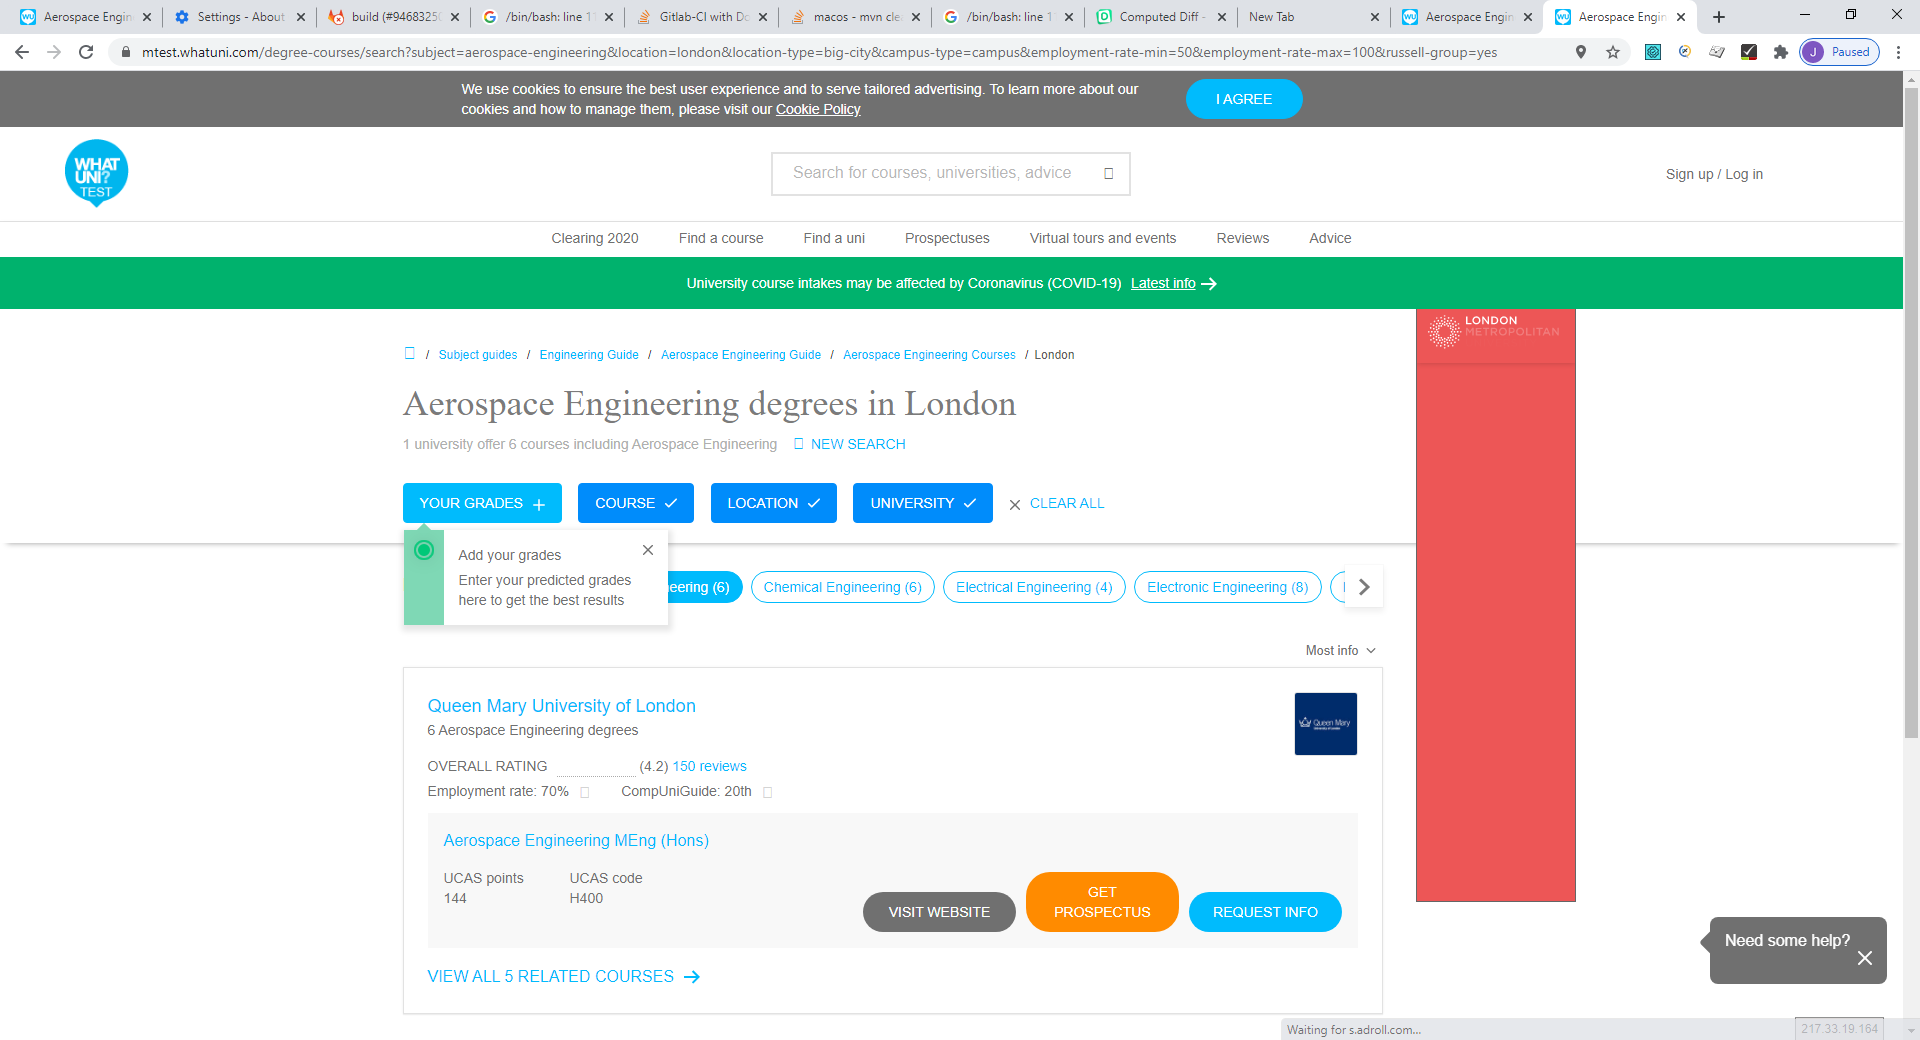 Aerospace Engin
Settings - About
build (#9468325
/bin/bash: line 1
Gitlab-CI with Do
macos - mvn cle
/bin/bash: line 1
Computed Diff -
New Tab
Aerospace Engin
Aerospace Engin
mtest.whatuni.com/degree-courses/search?subject=aerospace-engineering&location=london&location-type=big-city&campus-type=campus&employment-rate-min=50&employment-rate-max=100&russell-group=yes
J Paused
We use cookies to ensure the best user experience and to serve tailored advertising. To learn more about our
cookies and how to manage them, please visit our Cookie Policy
I AGREE
WHAT
UNI?
TEST
Search for courses, universities, advice
Sign up / Log in
Clearing 2020 Find a course Find a uni Prospectuses Virtual tours and events Reviews Advice
University course intakes may be affected by Coronavirus (COVID-19) Latest info
LONDON
METROPOLITAN
/ Subject guides / Engineering Guide / Aerospace Engineering Guide / Aerospace Engineering Courses / London
Aerospace Engineering degrees in London
1 university offer 6 courses including Aerospace Engineering NEW SEARCH
YOUR GRADES COURSE LOCATION UNIVERSITY CLEAR ALL
Add your grades
Enter your predicted grades
here to get the best results
eering (6) Chemical Engineering (6) Electrical Engineering (4) Electronic Engineering (8)
Most info
Queen Mary University of London
6 Aerospace Engineering degrees
Queen Mary
University of London
OVERALL RATING (4.2) 150 reviews
Employment rate: 70% CompUniGuide: 20th
Aerospace Engineering MEng (Hons)
UCAS points UCAS code
144 H400
VISIT WEBSITE
GET
PROSPECTUS
REQUEST INFO
VIEW ALL 5 RELATED COURSES
Need some help?
Waiting for s.adroll.com...
217.33.19.164